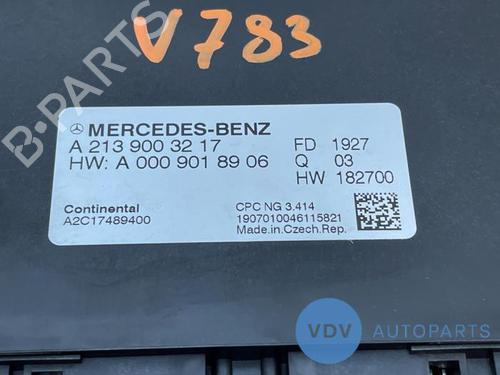 V783
B-PARTS
MERCEDES-BENZ
A 213 900 32 17
HW: A 000 901 89 06
FD 1927
Q 03
HW 182700
Continental
A2C17489400
CPC NG 3.414
1907010046115821
Made.in.Czech.Rep.
VDV AUTOPARTS